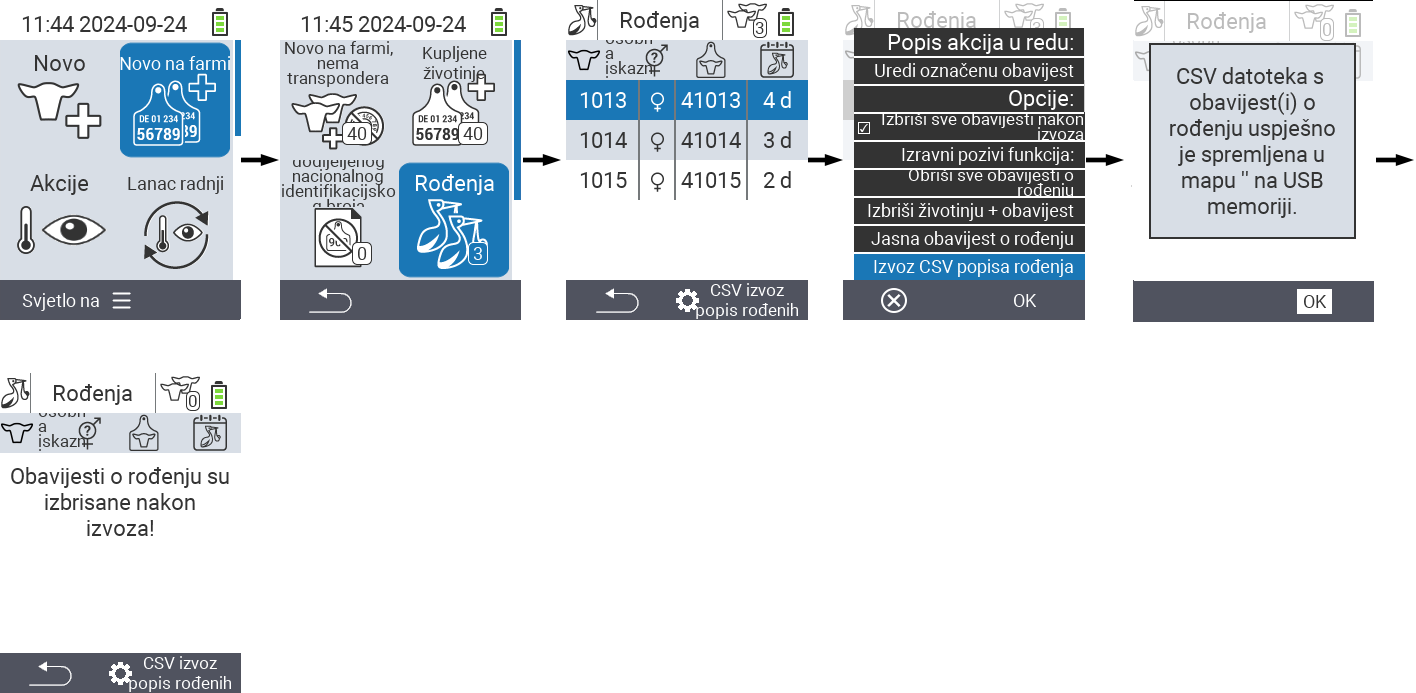 11:44 2024-09-24
Novo
Novo na farmi
DE 01 234
56789
Akcije
Lanac radnji
Svjetlo na
11:45 2024-09-24
Novo na farmi,
nema
transpondera
40
Kupljene
životinje
DE 01 234
56789
40
dodijeljenog
nacionalnog
identifikacijsko
g broja
0
Rođenja
3
Rođenja
3
osobn
a
iskazn
1013 41013 4 d
1014 41014 3 d
1015 41015 2 d
CSV izvoz
popis rođenih
Rođenja
Popis akcija u redu:
Uredi označenu obavijest
Opcije:
Izbriši sve obavijesti nakon
izvoza
Izravni pozivi funkcija:
Obriši sve obavijesti o
rođenju
Izbriši životinju + obavijest
Jasna obavijest o rođenju
Izvoz CSV popisa rođenja
OK
Rođenja
0
CSV datoteka s
obavijest(i) o
rođenju uspješno
je spremljena u
mapu '' na USB
memoriji.
OK
Rođenja
0
osobn
a
iskazn
Obavijesti o rođenju su
izbrisane nakon
izvoza!
CSV izvoz
popis rođenih